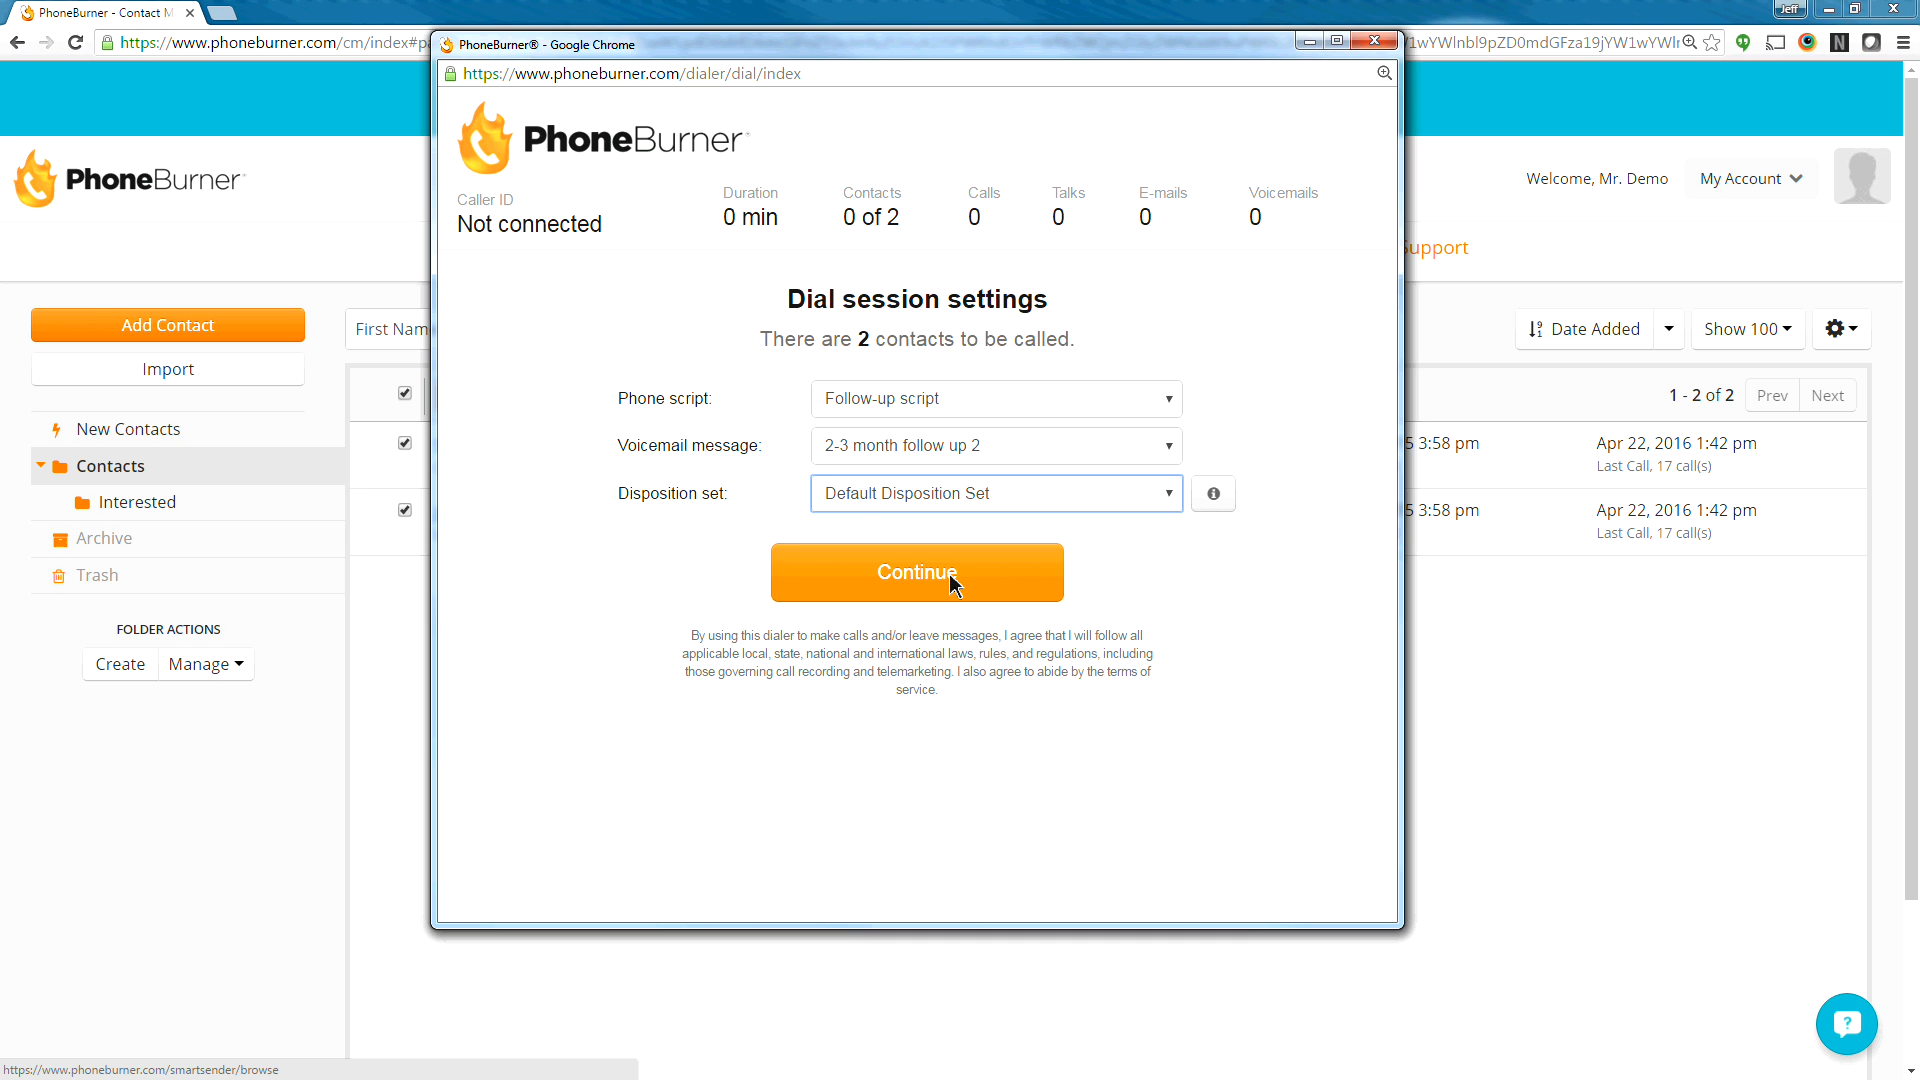 PhoneBurner - Contact M
Jeff
https://www.phoneburner.com/cm/index#pa
1wYWlnbl9pZD0mdGFza19jYW1wYWlr
PhoneBurner® - Google Chrome
https://www.phoneburner.com/dialer/dial/index
PhoneBurner
PhoneBurner
Welcome, Mr. Demo
My Account
Support
Caller ID
Not connected
Duration
0 min
Contacts
0 of 2
Calls
0
Talks
0
E-mails
0
Voicemails
0
Dial session settings
There are 2 contacts to be called.
Phone script:
Follow-up script
Voicemail message:
2-3 month follow up 2
Disposition set:
Default Disposition Set
Continue
By using this dialer to make calls and/or leave messages, I agree that I will follow all
applicable local, state, national and international laws, rules, and regulations, including
those governing call recording and telemarketing. I also agree to abide by the terms of
service.
Add Contact
Import
New Contacts
Contacts
Interested
Archive
Trash
FOLDER ACTIONS
Create
Manage
First Nam
Date Added
Show 100
1 - 2 of 2
Prev
Next
5 3:58 pm
Apr 22, 2016 1:42 pm
Last Call, 17 call(s)
5 3:58 pm
Apr 22, 2016 1:42 pm
Last Call, 17 call(s)
https://www.phoneburner.com/smartsender/browse